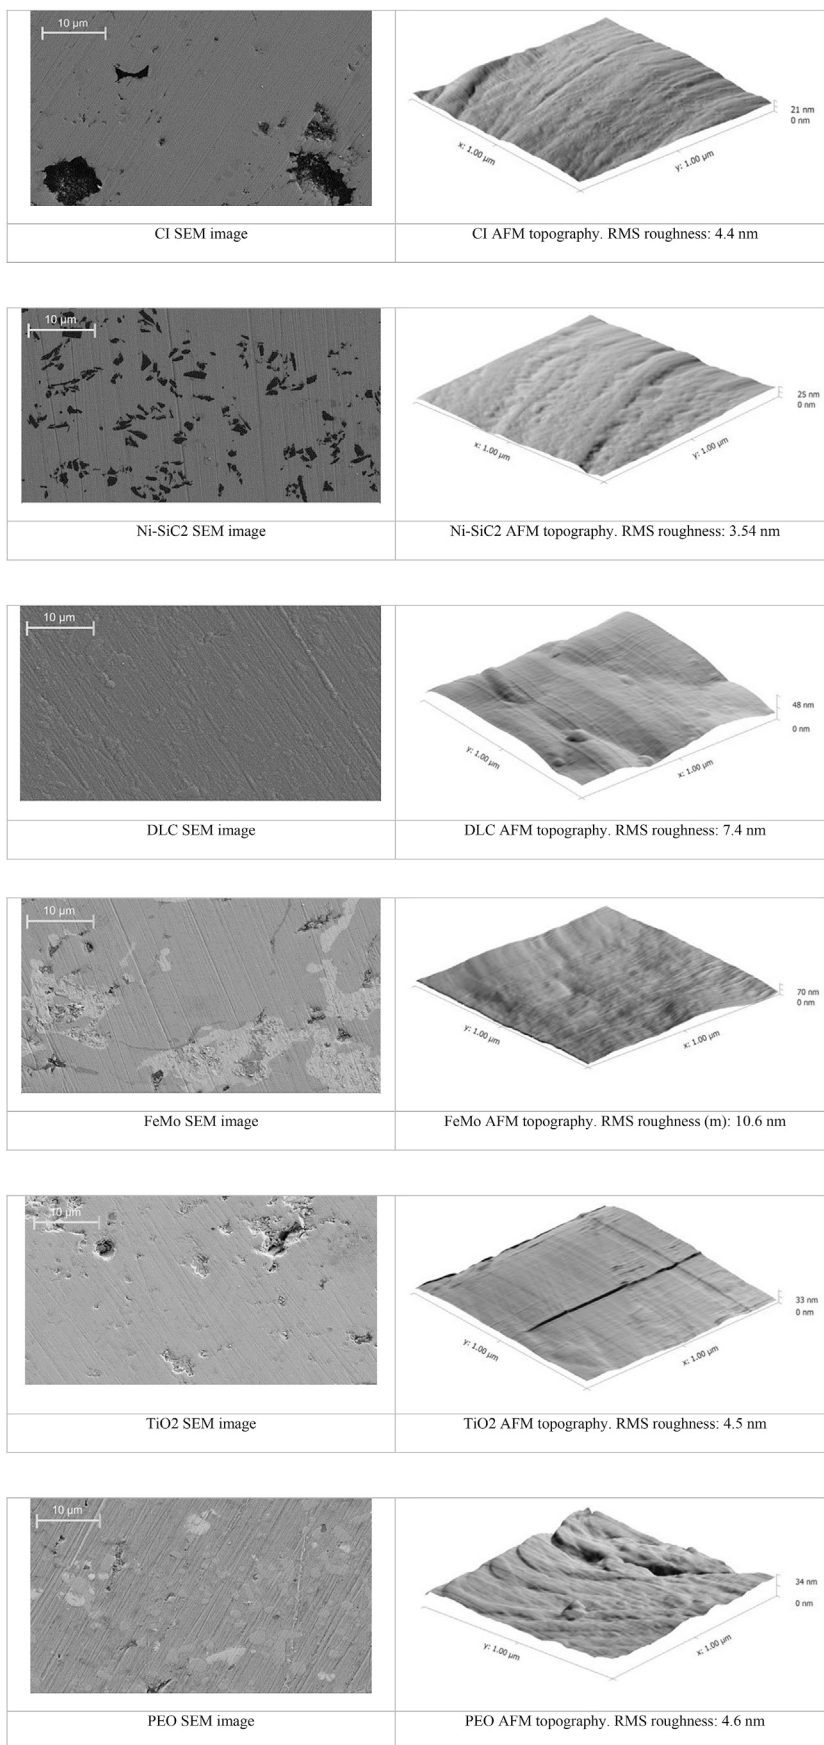 10 μm
21 nm
0 nm
x: 1.00 μm
y: 1.00 μm
CI SEM image
CI AFM topography. RMS roughness: 4.4 nm
10 μm
25 nm
0 nm
x: 1.00 μm
y: 1.00 μm
Ni-SiC2 SEM image
Ni-SiC2 AFM topography. RMS roughness: 3.54 nm
10 μm
48 nm
0 nm
y: 1.00 μm
x: 1.00 μm
DLC SEM image
DLC AFM topography. RMS roughness: 7.4 nm
10 μm
70 nm
0 nm
y: 1.00 μm
x: 1.00 μm
FeMo SEM image
FeMo AFM topography. RMS roughness (m): 10.6 nm
10 μm
33 nm
0 nm
y: 1.00 μm
x: 1.00 μm
TiO2 SEM image
TiO2 AFM topography. RMS roughness: 4.5 nm
10 μm
34 nm
0 nm
y: 1.00 μm
x: 1.00 μm
PEO SEM image
PEO AFM topography. RMS roughness: 4.6 nm